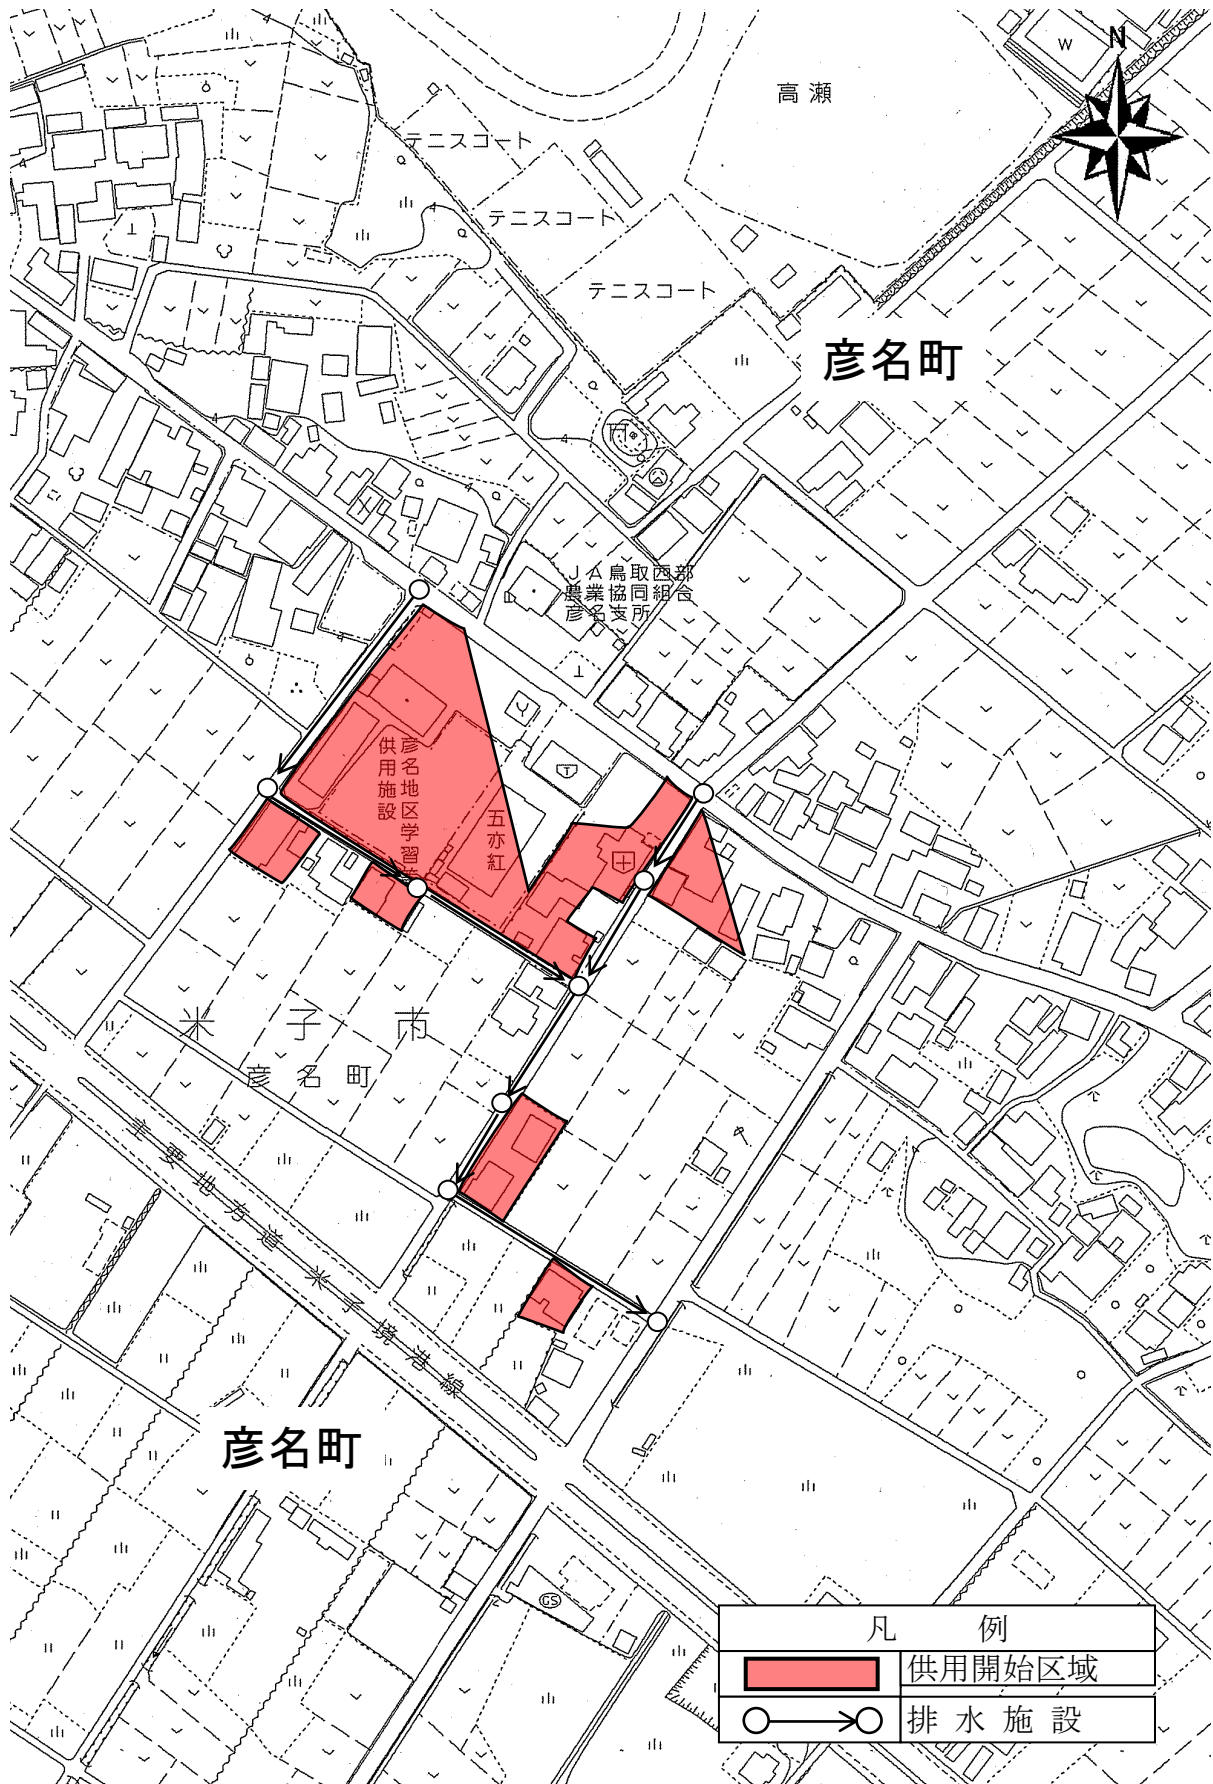 W
N
高瀬
テニスコート
テニスコート
テニスコート
彦名町
JA鳥取西部
農業協同組合
彦名支所
彦名地区学習等
供用施設
五亦紅
米子市
彦名町
主要地方道米子境港線
彦名町
GS
凡例
供用開始区域
排水施設